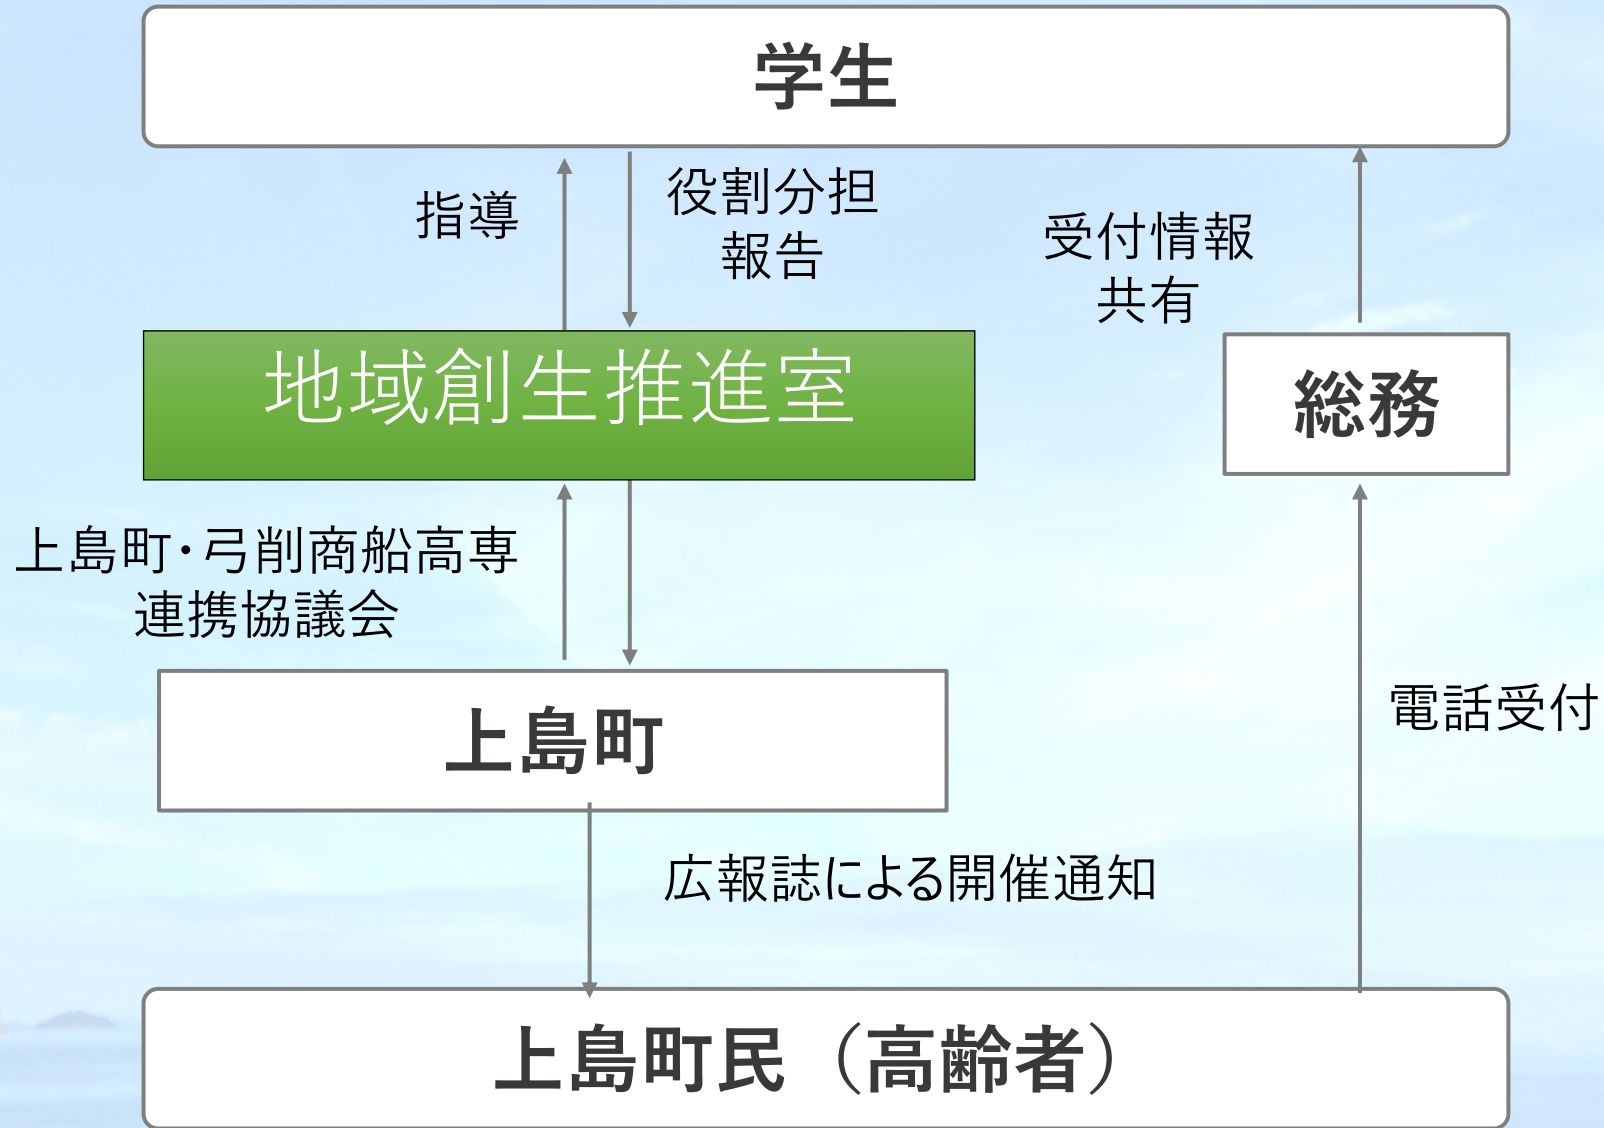 学生
指導
役割分担
報告
受付情報
共有
地域創生推進室
総務
上島町・弓削商船高専
連携協議会
上島町
電話受付
広報誌による開催通知
上島町民（高齢者）